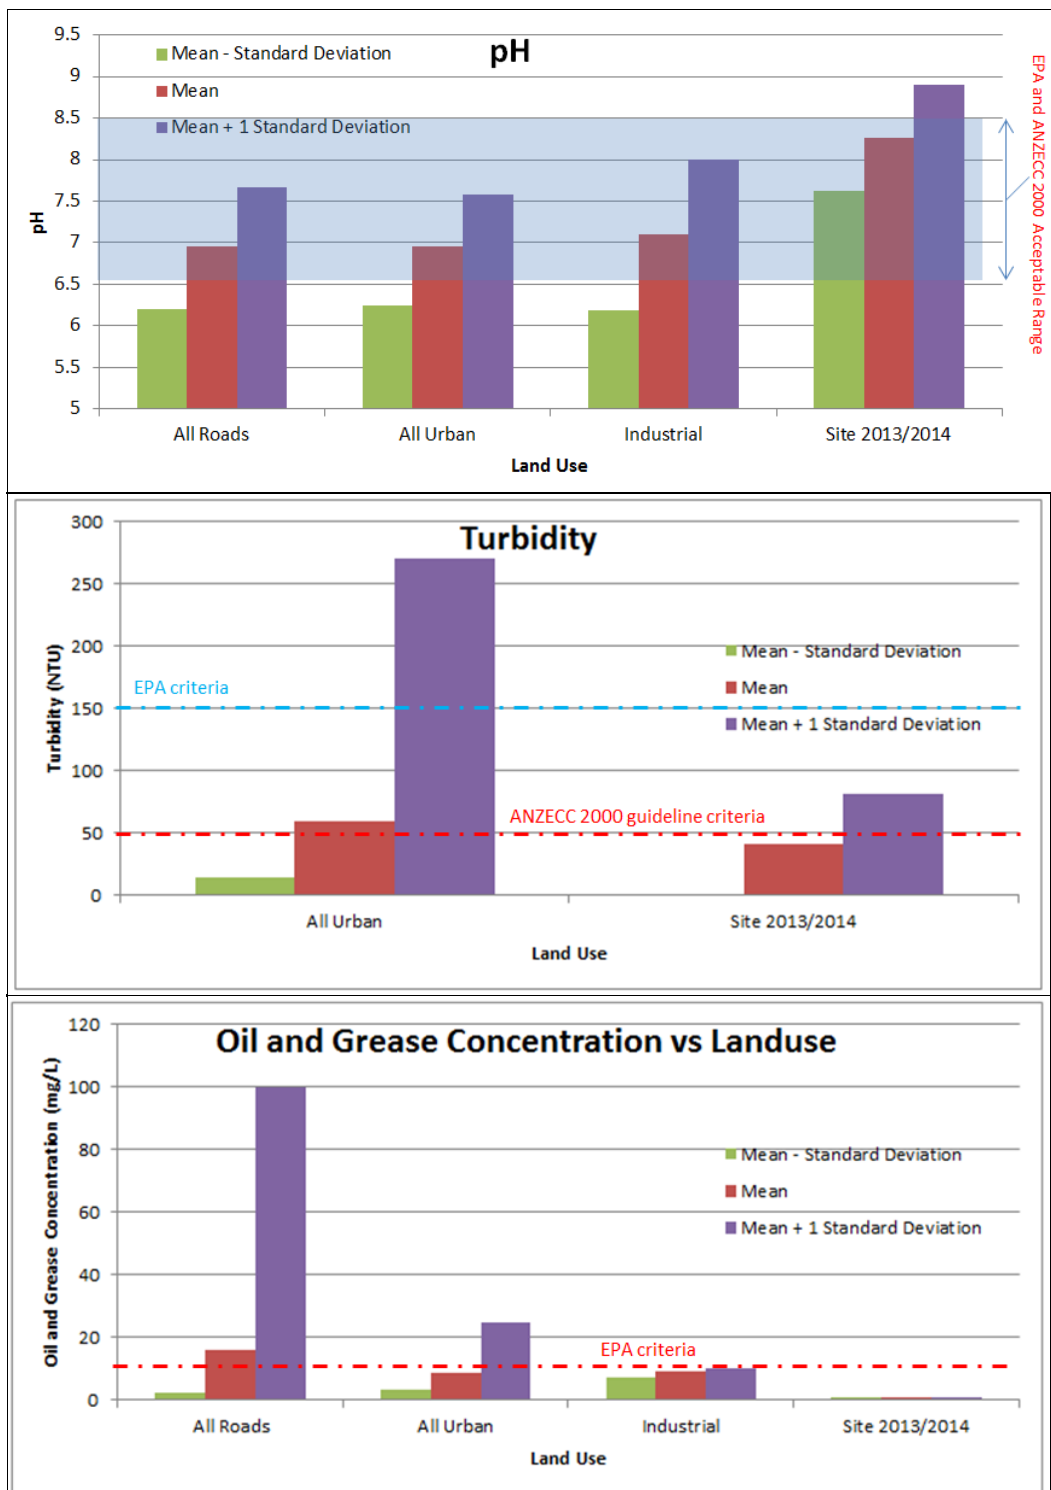 pH
9.5
9
8.5
8
7.5
7
6.5
6
5.5
5
pH
Mean - Standard Deviation
Mean
Mean + 1 Standard Deviation
All Roads
All Urban
Industrial
Site 2013/2014
Land Use
EPA and ANZECC 2000 Acceptable Range
Turbidity
300
250
200
150
100
50
0
Turbidity (NTU)
EPA criteria
ANZECC 2000 guideline criteria
Mean - Standard Deviation
Mean
Mean + 1 Standard Deviation
All Urban
Site 2013/2014
Land Use
Oil and Grease Concentration vs Landuse
120
100
80
60
40
20
0
Oil and Grease Concentration (mg/L)
Mean - Standard Deviation
Mean
Mean + 1 Standard Deviation
EPA criteria
All Roads
All Urban
Industrial
Site 2013/2014
Land Use